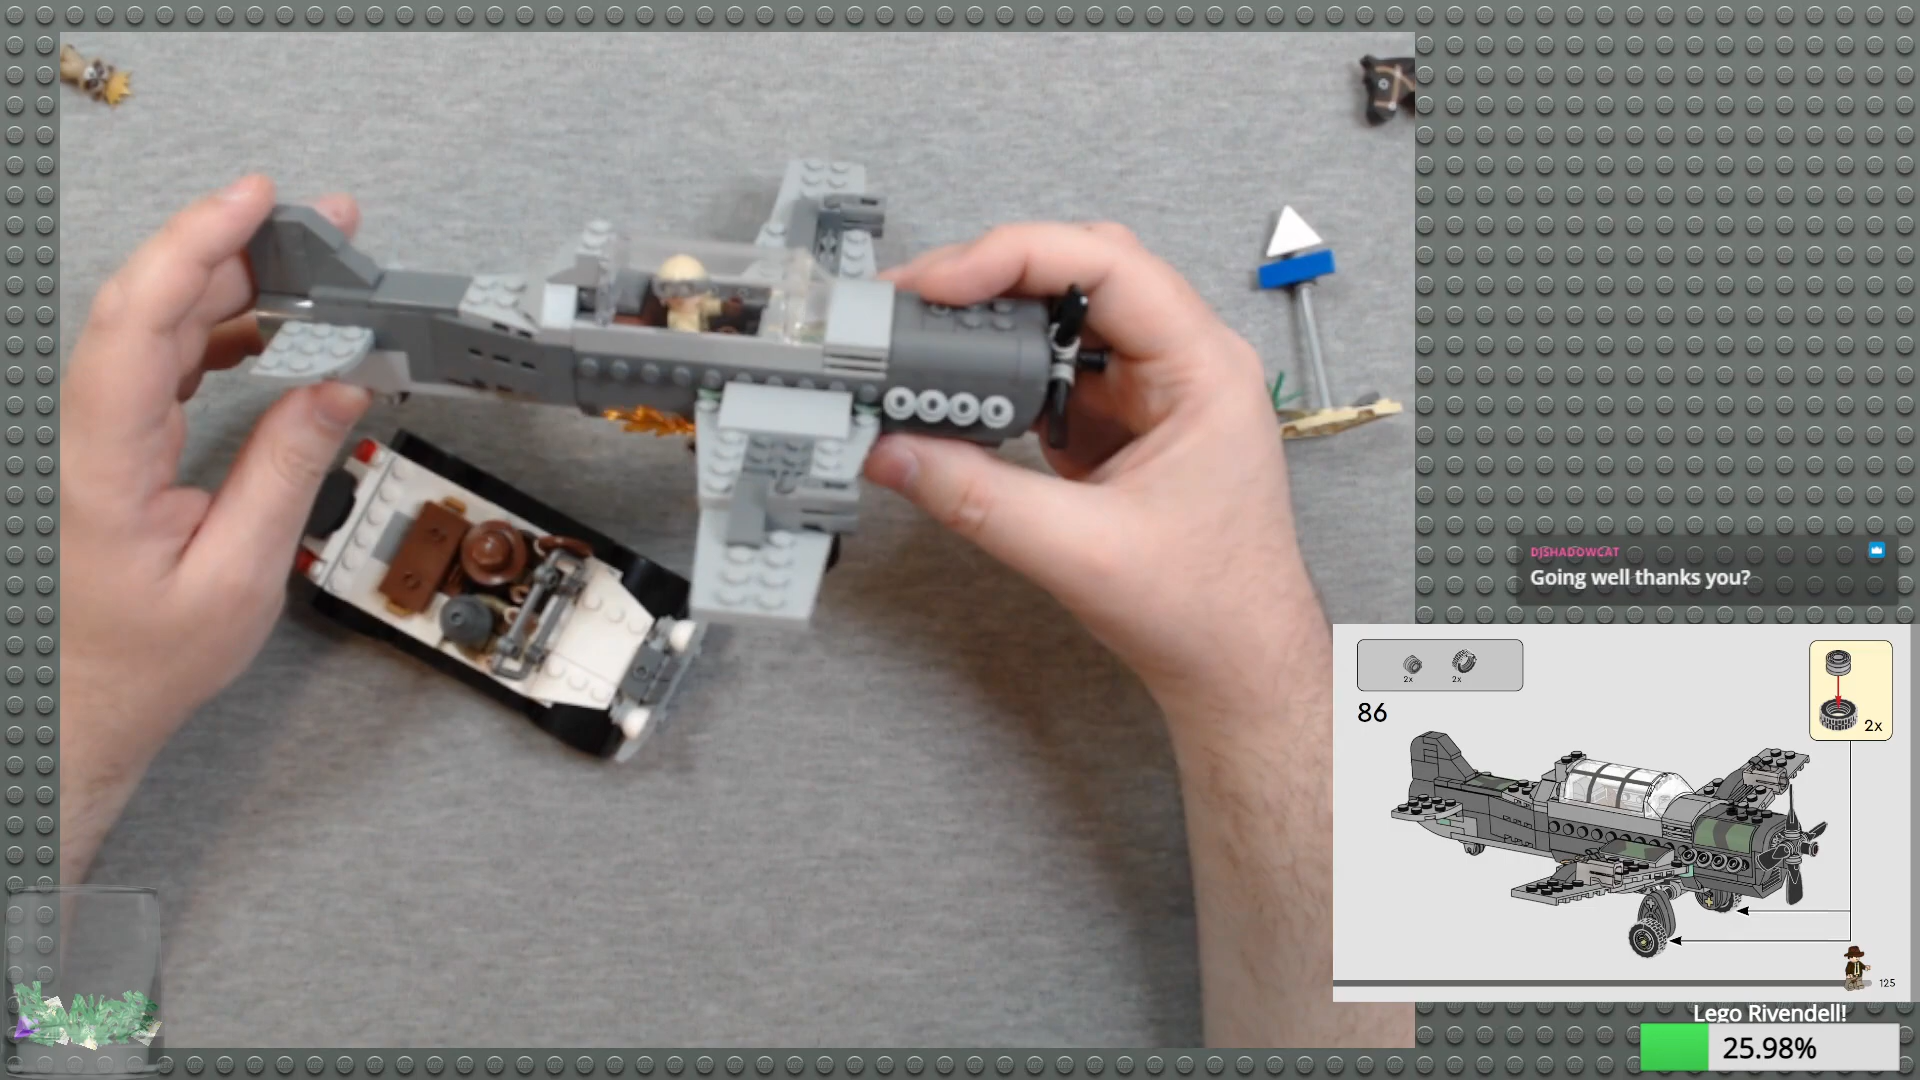 DJSHADOWCAT
Going well thanks you?
2x
2x
86
2x
125
Lego Rivendell!
25.98%